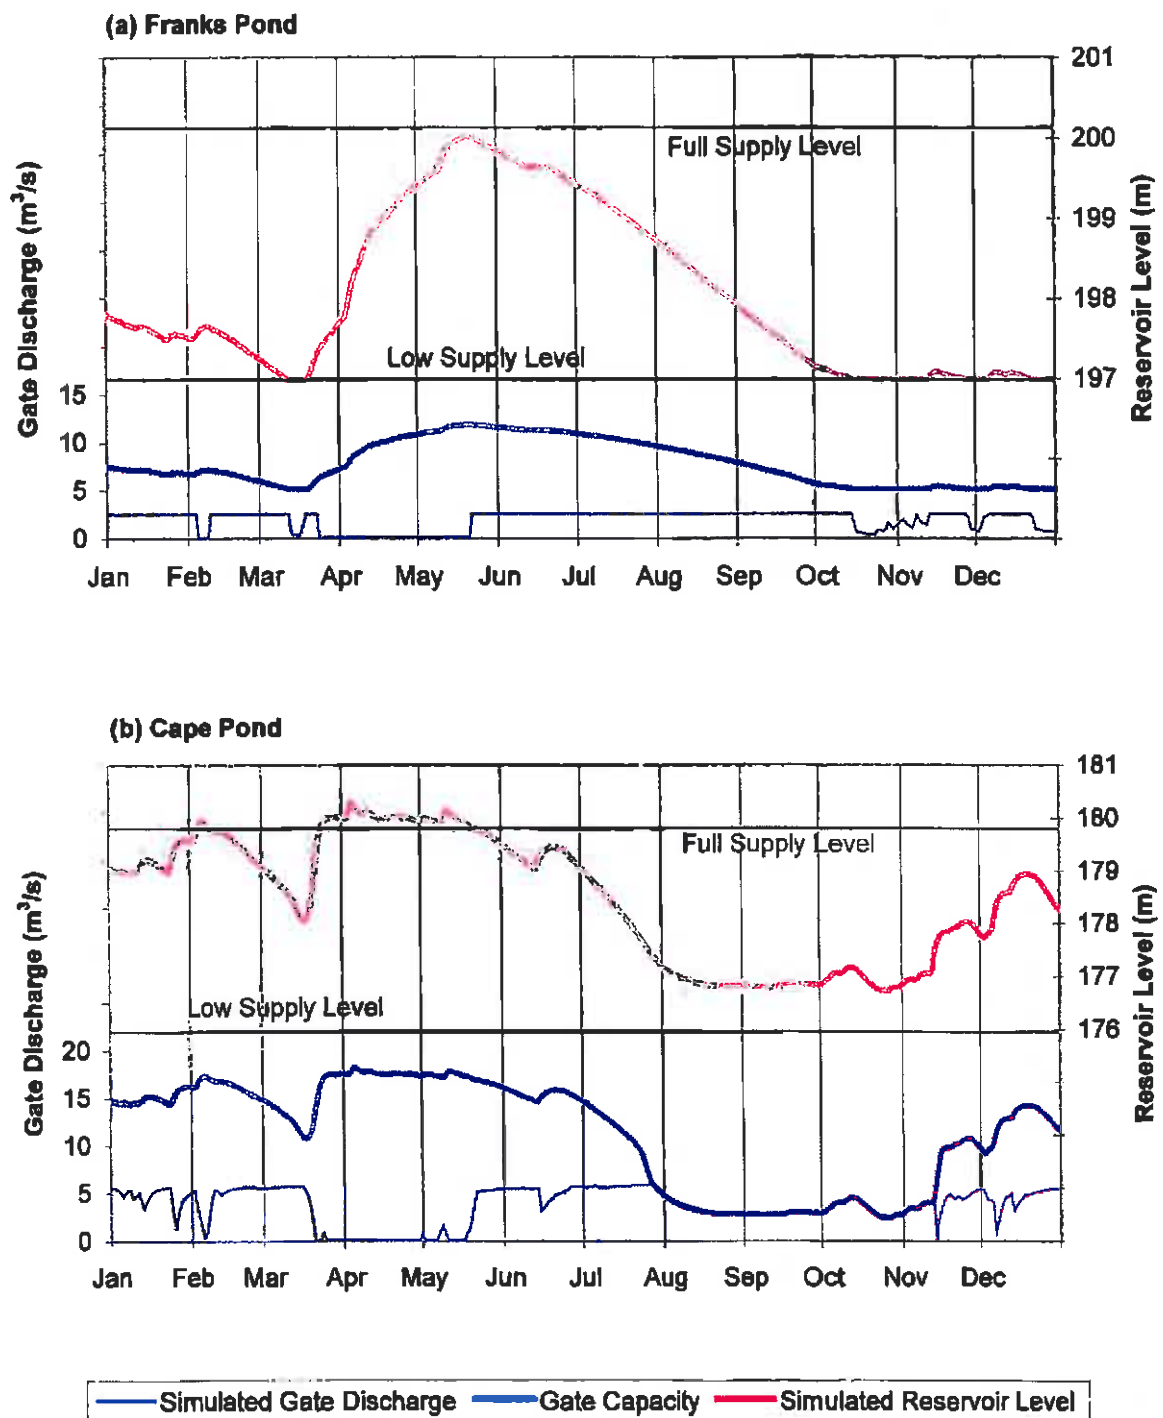 (a) Franks Pond
201
Full Supply Level
200
199
198
Low Supply Level
197
Gate Discharge (m³/s)
Reservoir Level (m)
15
10
5
0
Jan Feb Mar Apr May Jun Jul Aug Sep Oct Nov Dec
(b) Cape Pond
181
180
Full Supply Level
179
178
177
Low Supply Level
176
Gate Discharge (m³/s)
Reservoir Level (m)
20
15
10
5
0
Jan Feb Mar Apr May Jun Jul Aug Sep Oct Nov Dec
Simulated Gate Discharge Gate Capacity Simulated Reservoir Level